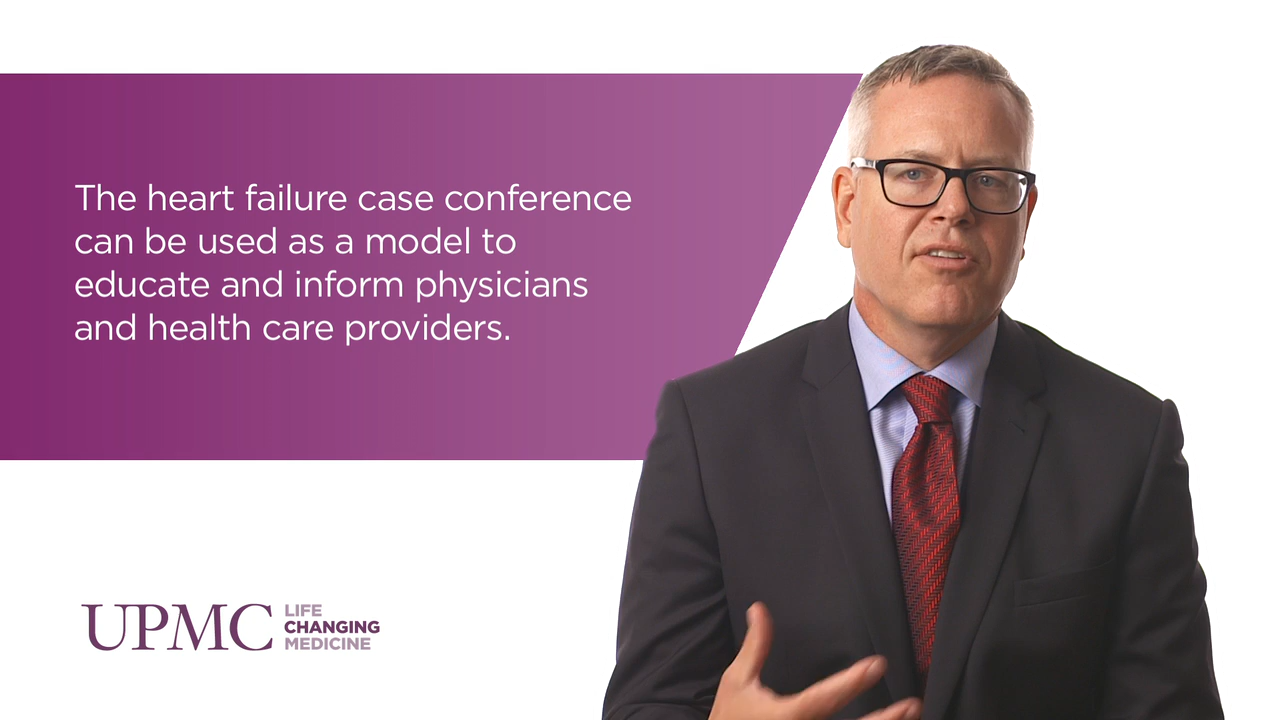 The heart failure case conference
can be used as a model to
educate and inform physicians
and health care providers.
UPMC
LIFE
CHANGING
MEDICINE